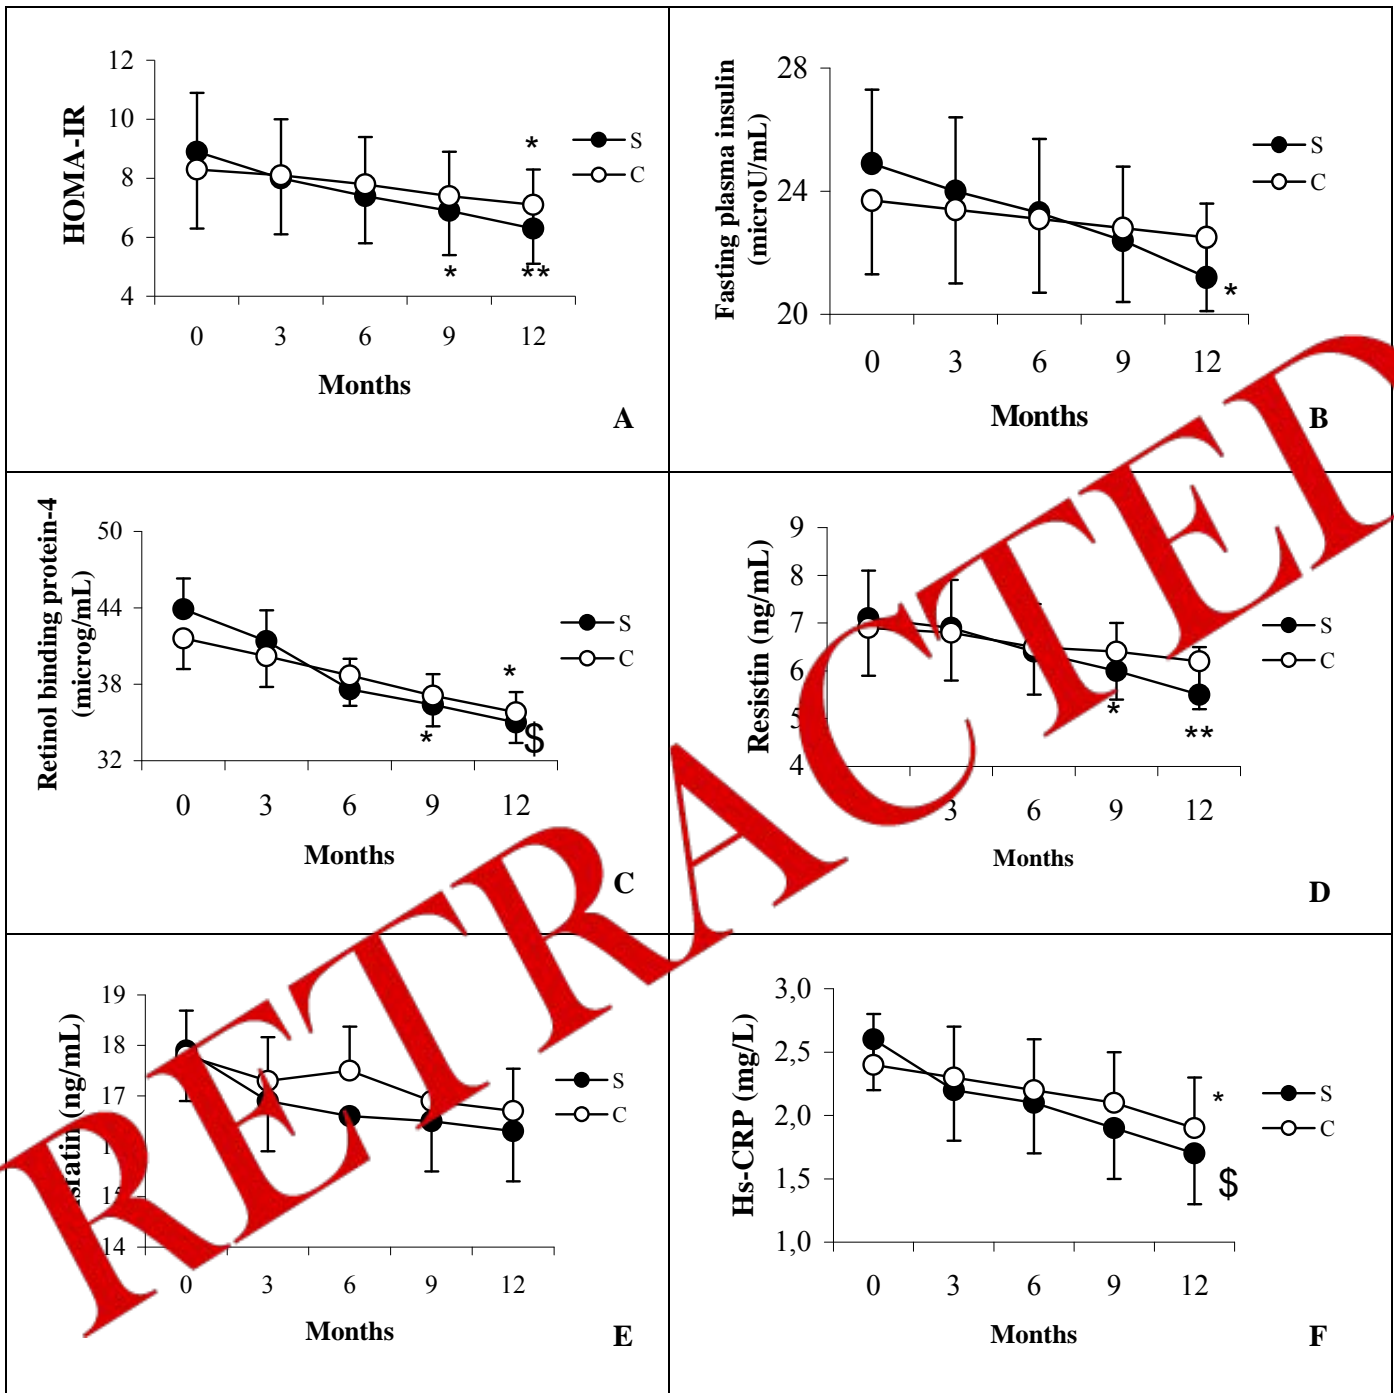 12
10
8
6
4
HOMA-IR
*
*
**
S
C
0 3 6 9 12
Months
A
28
24
20
Fasting plasma insulin
(microU/mL)
*
S
C
0 3 6 9 12
Months
B
50
44
38
32
Retinol binding protein-4
(microg/mL)
*
*
$
S
C
0 3 6 9 12
Months
C
9
8
7
6
5
4
Resistin (ng/mL)
*
**
S
C
3 6 9 12
Months
D
19
18
17
15
14
(ng/mL)
S
C
0 3 6 9 12
Months
E
3,0
2,5
2,0
1,5
1,0
Hs-CRP (mg/L)
*
$
S
C
0 3 6 9 12
Months
F
RETRACTED